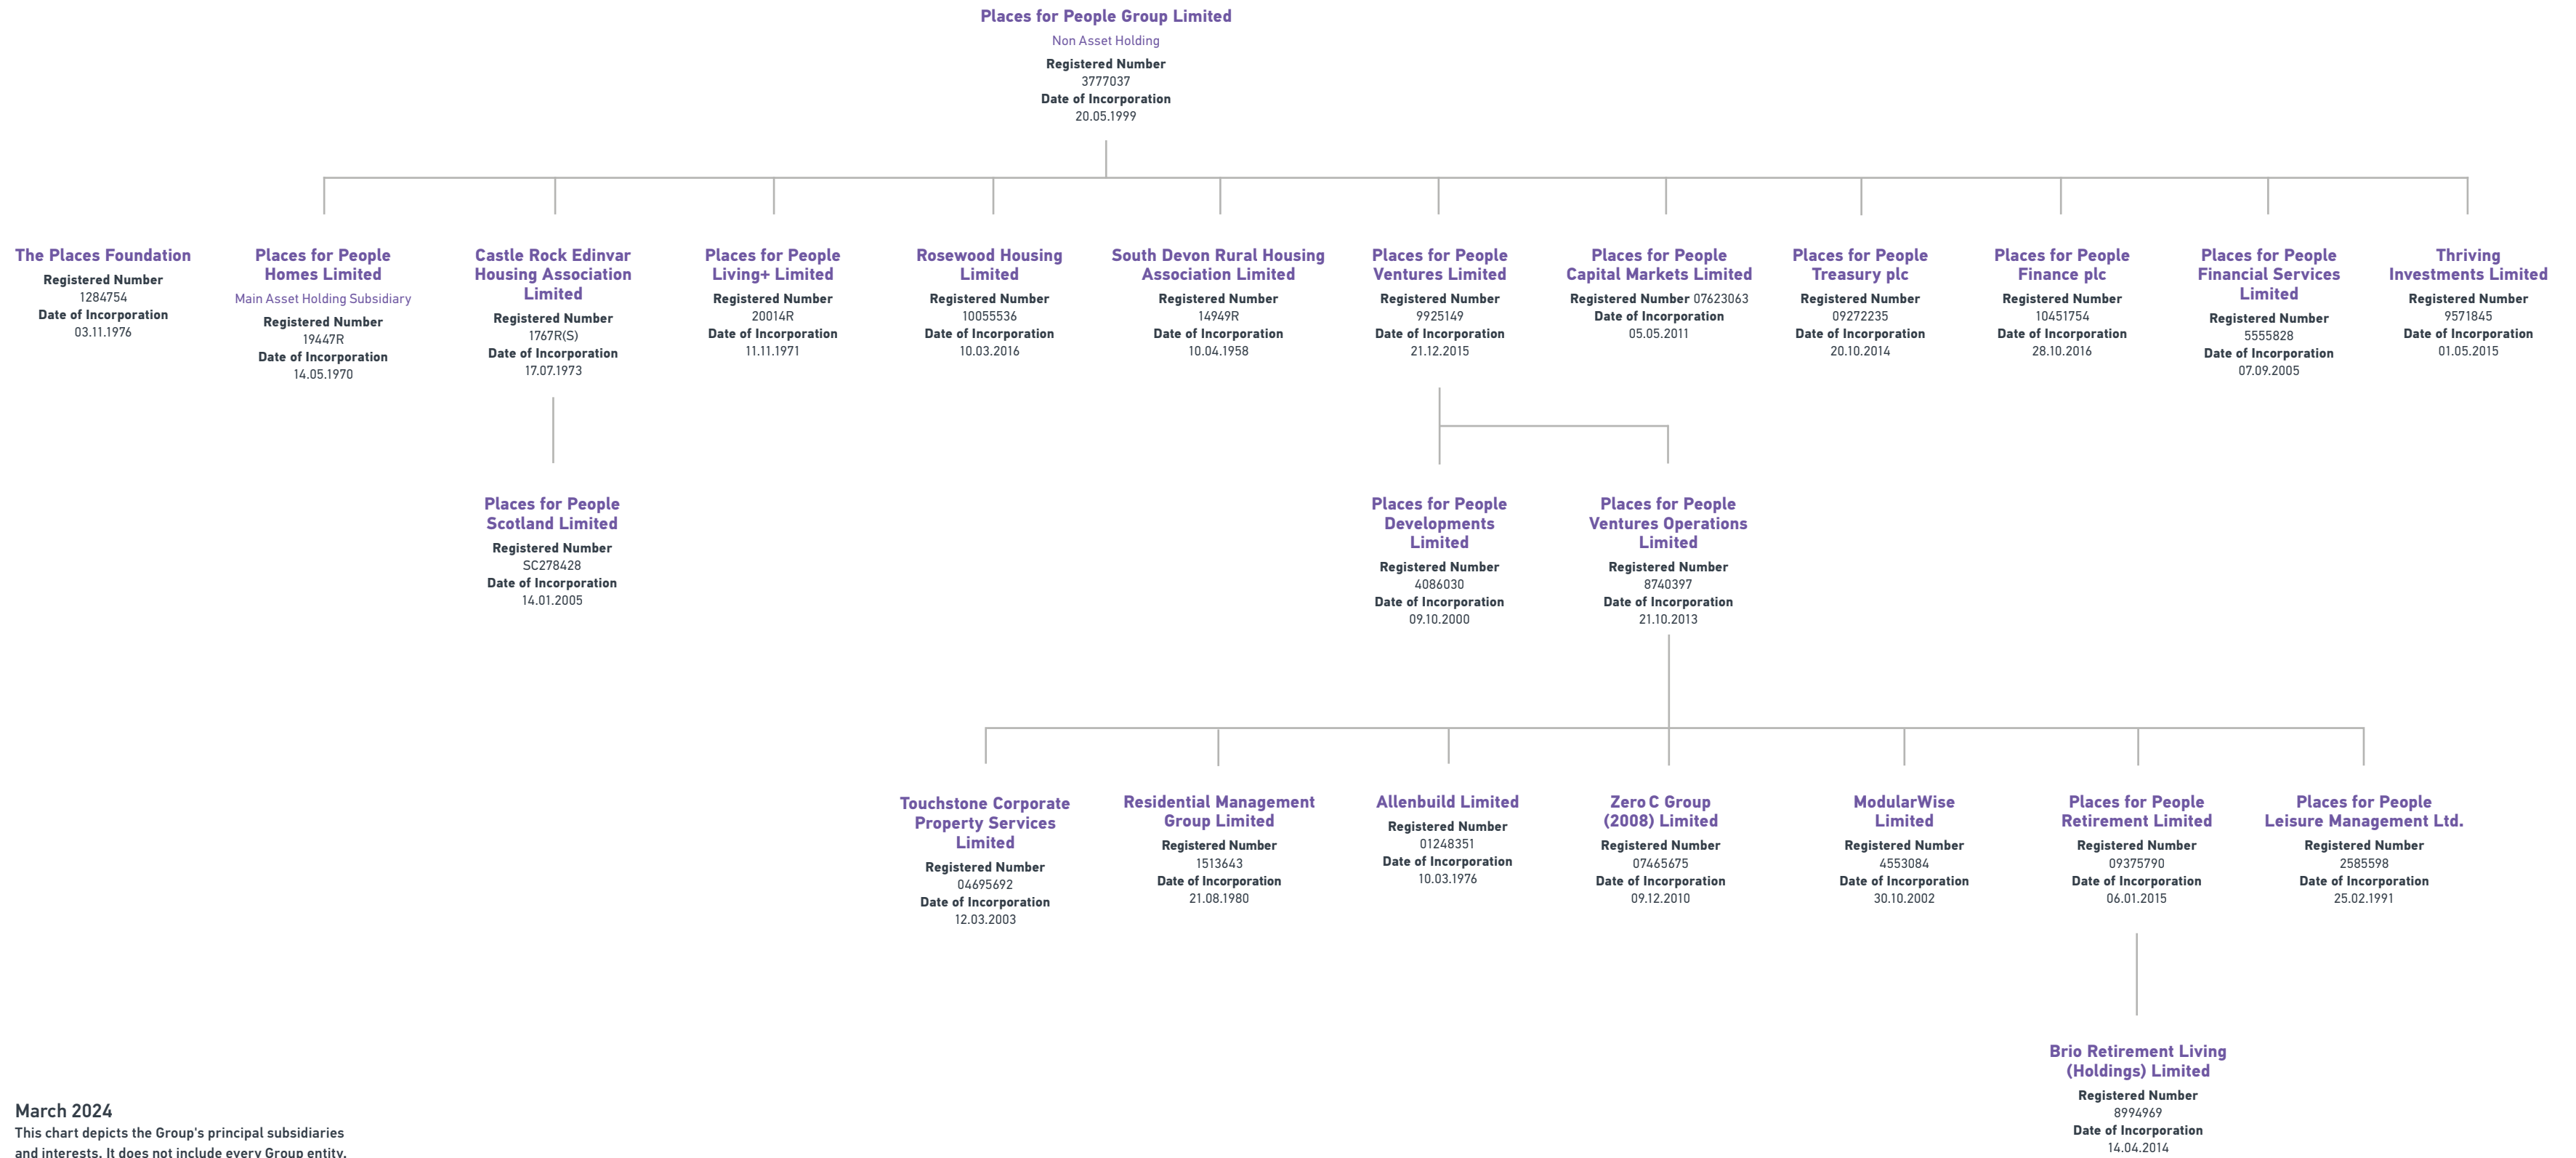 Places for People Group Limited
Non Asset Holding
Registered Number
3777037
Date of Incorporation
20.05.1999
The Places Foundation
Registered Number
1284754
Date of Incorporation
03.11.1976
Places for People
Homes Limited
Main Asset Holding Subsidiary
Registered Number
19447R
Date of Incorporation
14.05.1970
Castle Rock Edinvar
Housing Association
Limited
Registered Number
1767R(S)
Date of Incorporation
17.07.1973
Places for People
Living+ Limited
Registered Number
20014R
Date of Incorporation
11.11.1971
Rosewood Housing
Limited
Registered Number
10055536
Date of Incorporation
10.03.2016
South Devon Rural Housing
Association Limited
Registered Number
14949R
Date of Incorporation
10.04.1958
Places for People
Ventures Limited
Registered Number
9925149
Date of Incorporation
21.12.2015
Places for People
Capital Markets Limited
Registered Number 07623063
Date of Incorporation
05.05.2011
Places for People
Treasury plc
Registered Number
09272235
Date of Incorporation
20.10.2014
Places for People
Finance plc
Registered Number
10451754
Date of Incorporation
28.10.2016
Places for People
Financial Services
Limited
Registered Number
5555828
Date of Incorporation
07.09.2005
Thriving
Investments Limited
Registered Number
9571845
Date of Incorporation
01.05.2015
Places for People
Scotland Limited
Registered Number
SC278428
Date of Incorporation
14.01.2005
Places for People
Developments
Limited
Registered Number
4086030
Date of Incorporation
09.10.2000
Places for People
Ventures Operations
Limited
Registered Number
8740397
Date of Incorporation
21.10.2013
Touchstone Corporate
Property Services
Limited
Registered Number
04695692
Date of Incorporation
12.03.2003
Residential Management
Group Limited
Registered Number
1513643
Date of Incorporation
21.08.1980
Allenbuild Limited
Registered Number
01248351
Date of Incorporation
10.03.1976
Zero C Group
(2008) Limited
Registered Number
07465675
Date of Incorporation
09.12.2010
ModularWise
Limited
Registered Number
4553084
Date of Incorporation
30.10.2002
Places for People
Retirement Limited
Registered Number
09375790
Date of Incorporation
06.01.2015
Places for People
Leisure Management Ltd.
Registered Number
2585598
Date of Incorporation
25.02.1991
Brio Retirement Living
(Holdings) Limited
Registered Number
8994969
Date of Incorporation
14.04.2014
March 2024
This chart depicts the Group's principal subsidiaries
and interests. It does not include every Group entity.